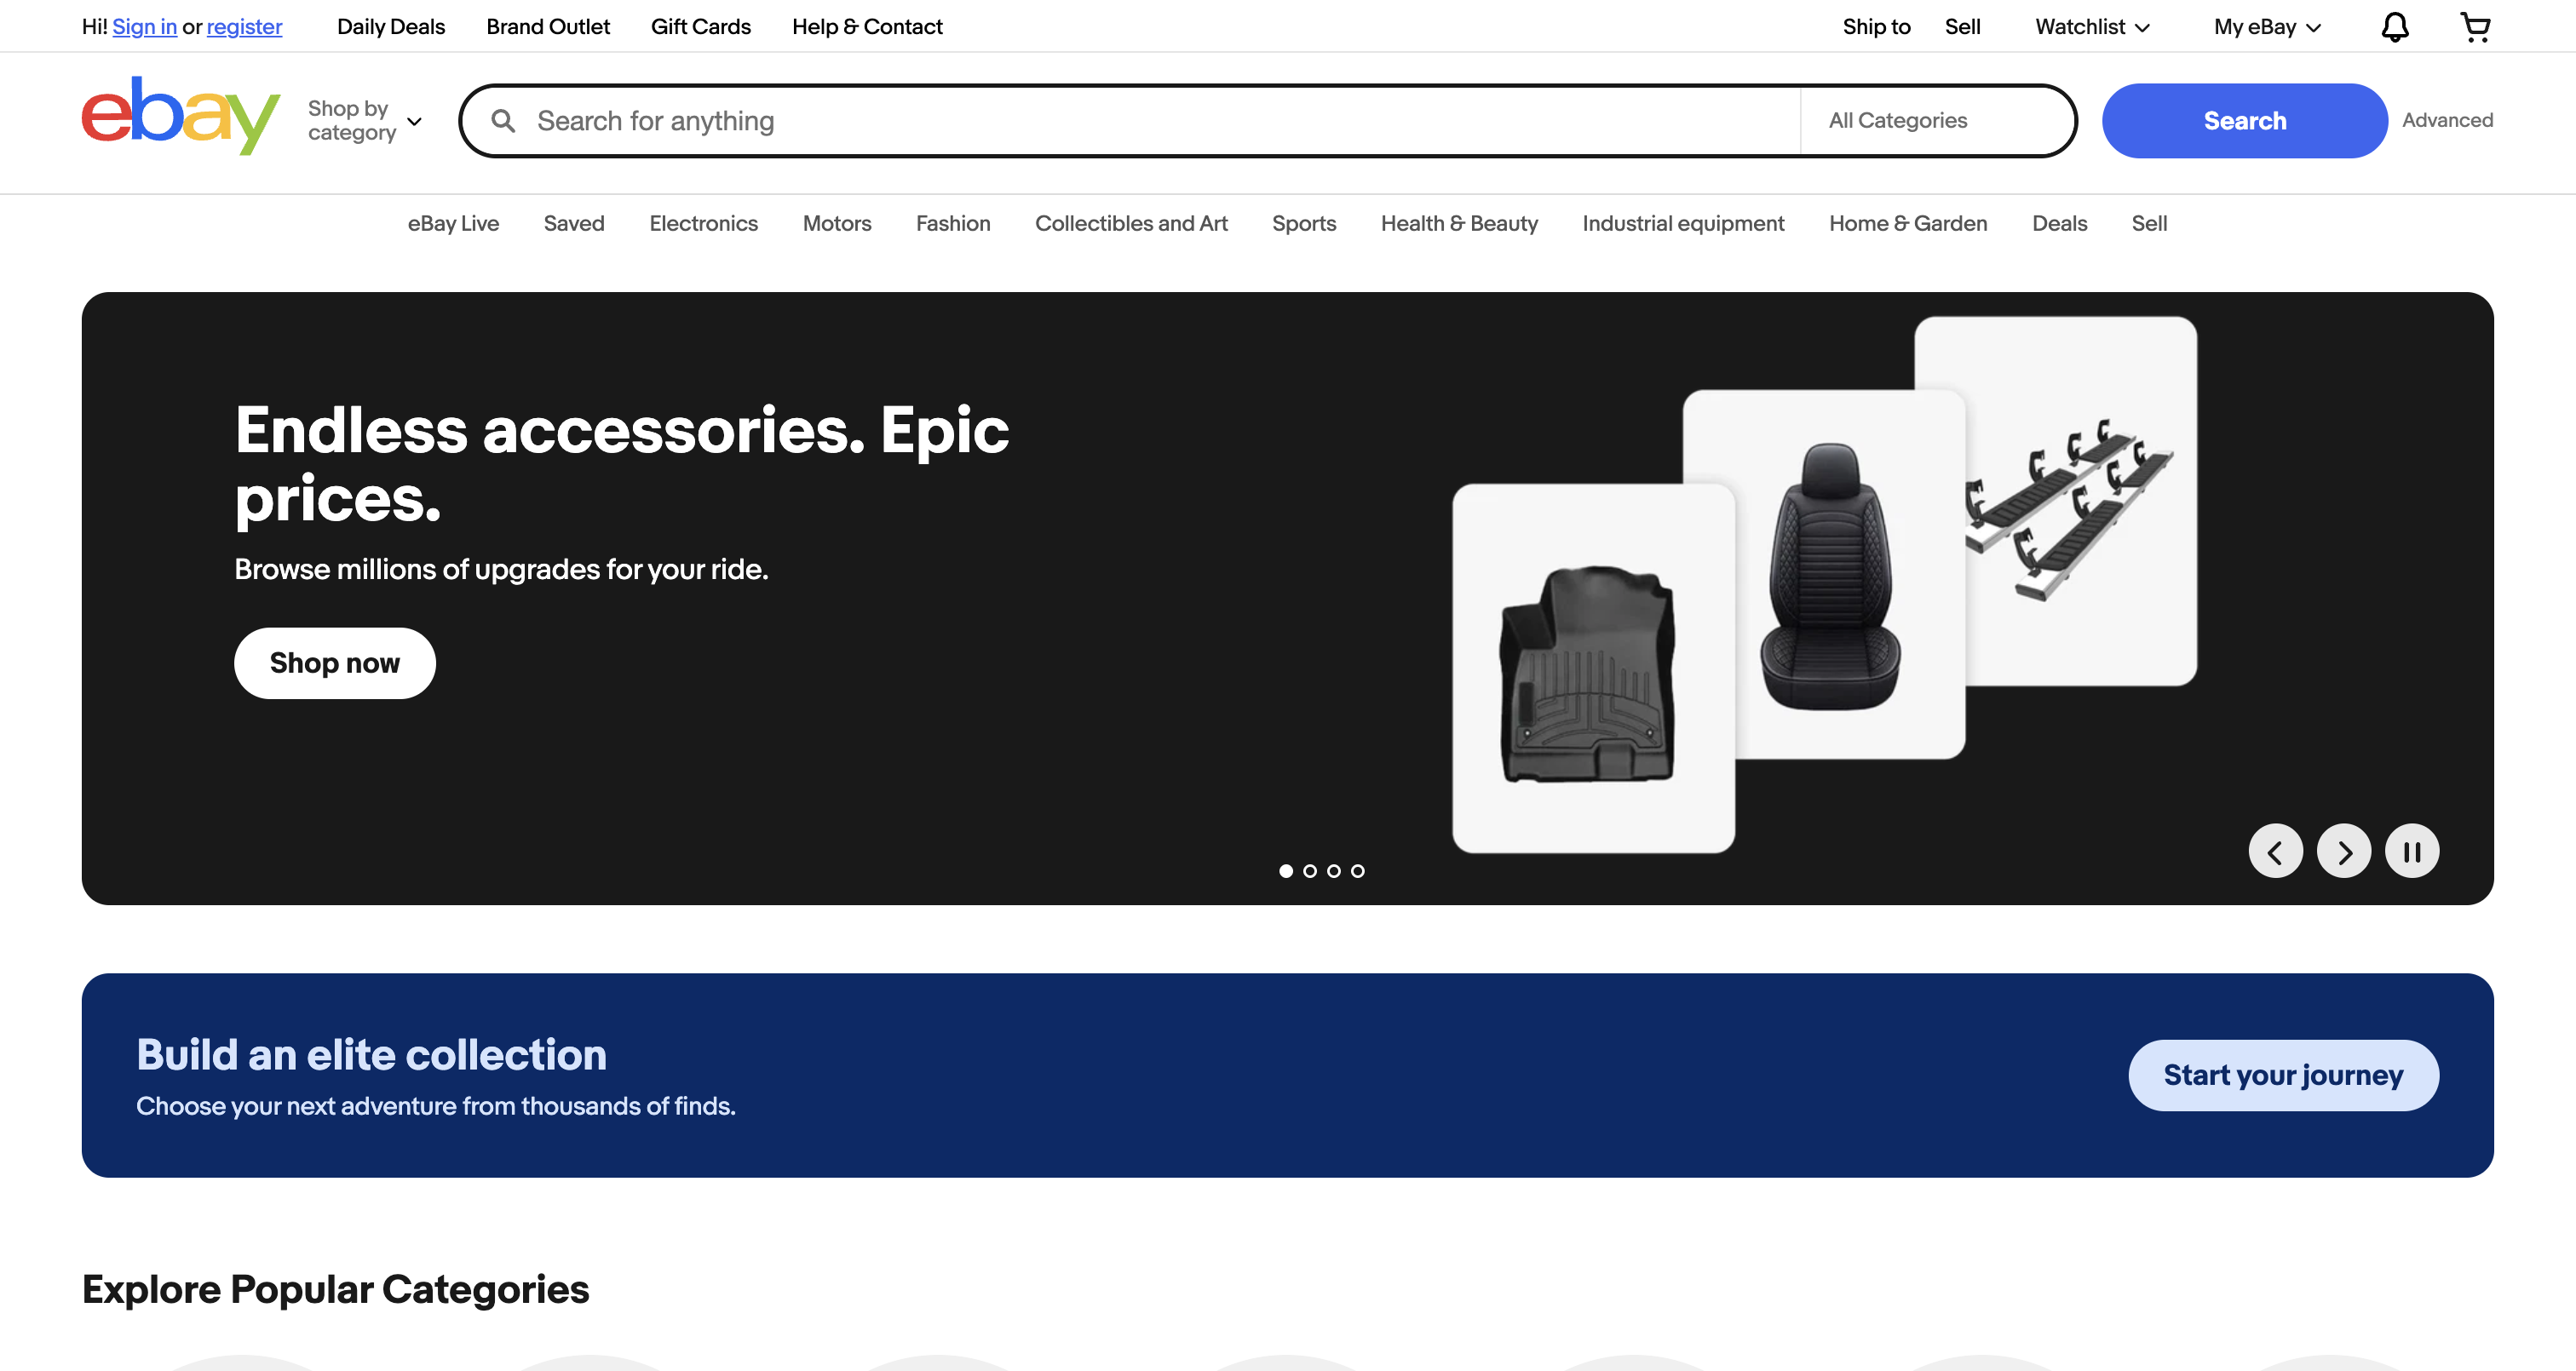 Hi! Sign in or register Daily Deals Brand Outlet Gift Cards Help & Contact Ship to Sell Watchlist My eBay
ebay
Shop by
category
Search for anything
All Categories
Search
Advanced
eBay Live Saved Electronics Motors Fashion Collectibles and Art Sports Health & Beauty Industrial equipment Home & Garden Deals Sell
Endless accessories. Epic
prices.
Browse millions of upgrades for your ride.
Shop now
Build an elite collection
Choose your next adventure from thousands of finds.
Start your journey
Explore Popular Categories